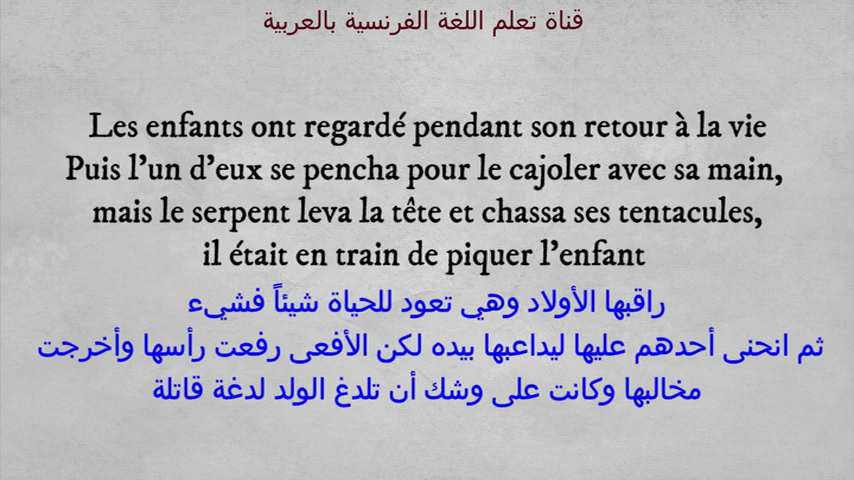 قناة تعلم اللغة الفرنسية بالعربية
Les enfants ont regardé pendant son retour à la vie
Puis l’un d’eux se pencha pour le cajoler avec sa main,
mais le serpent leva la tête et chassa ses tentacules,
il était en train de piquer l’enfant
راقبها الأولاد وهي تعود للحياة شيئاً فشيء
ثم انحنى أحدهم عليها ليداعبها بيده لكن الأفعى رفعت رأسها وأخرجت
مخالبها وكانت على وشك أن تلدغ الولد لدغة قاتلة